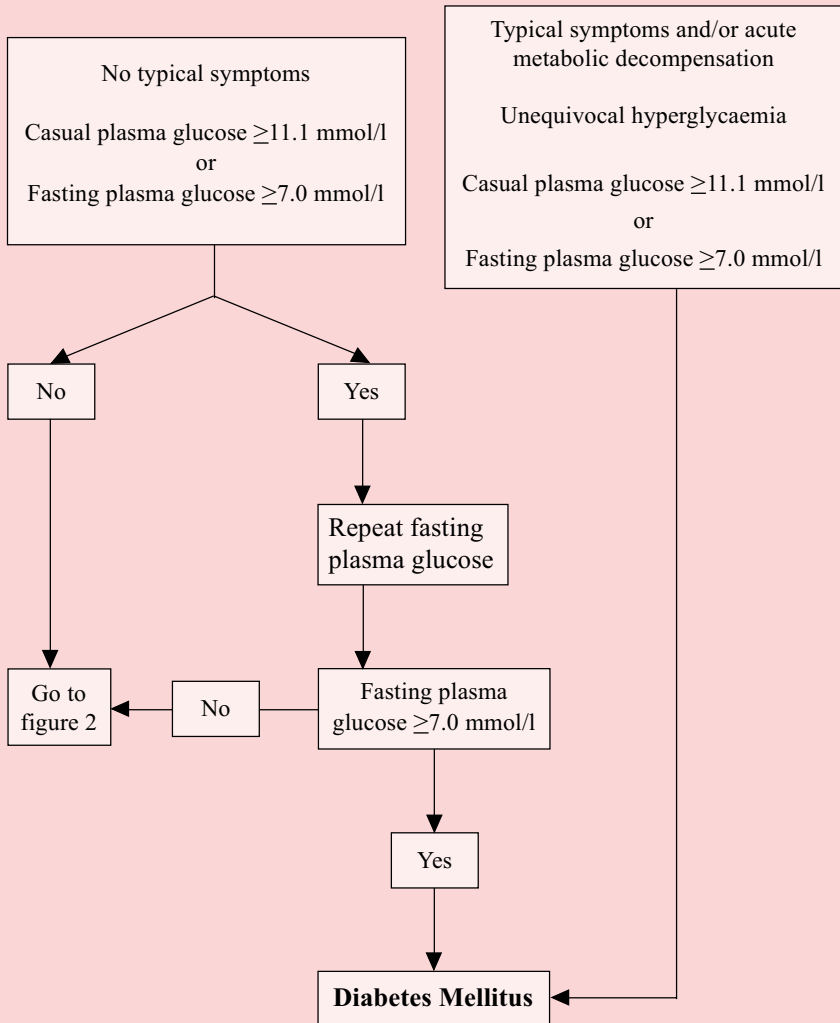 No typical symptoms
Casual plasma glucose ≥11.1 mmol/l
or
Fasting plasma glucose ≥7.0 mmol/l
Typical symptoms and/or acute
metabolic decompensation
Unequivocal hyperglycaemia
Casual plasma glucose ≥11.1 mmol/l
or
Fasting plasma glucose ≥7.0 mmol/l
No
Yes
Repeat fasting
plasma glucose
Go to
figure 2
No
Fasting plasma
glucose ≥7.0 mmol/l
Yes
Diabetes Mellitus